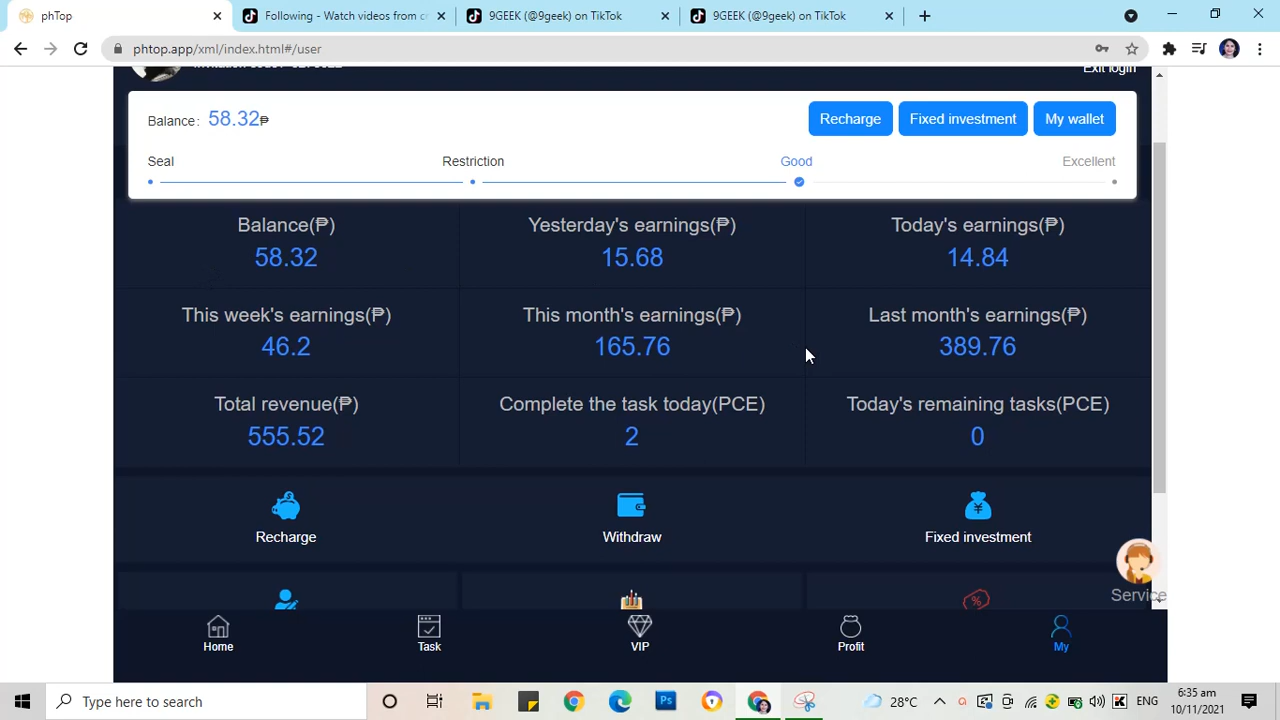 phTop
Following - Watch videos from cr
9GEEK (@9geek) on TikTok
9GEEK (@9geek) on TikTok
phtop.app/xml/index.html#/user
Exit login
Balance: 58.32₱
Recharge
Fixed investment
My wallet
Seal
Restriction
Good
Excellent
Balance(₱)
Yesterday's earnings(₱)
Today's earnings(₱)
58.32
15.68
14.84
This week's earnings(₱)
This month's earnings(₱)
Last month's earnings(₱)
46.2
165.76
389.76
Total revenue(₱)
Complete the task today(PCE)
Today's remaining tasks(PCE)
555.52
2
0
Recharge
Withdraw
Fixed investment
Service
Home
Task
VIP
Profit
My
Type here to search
Ps
28°C
ENG
6:35 am
10/11/2021